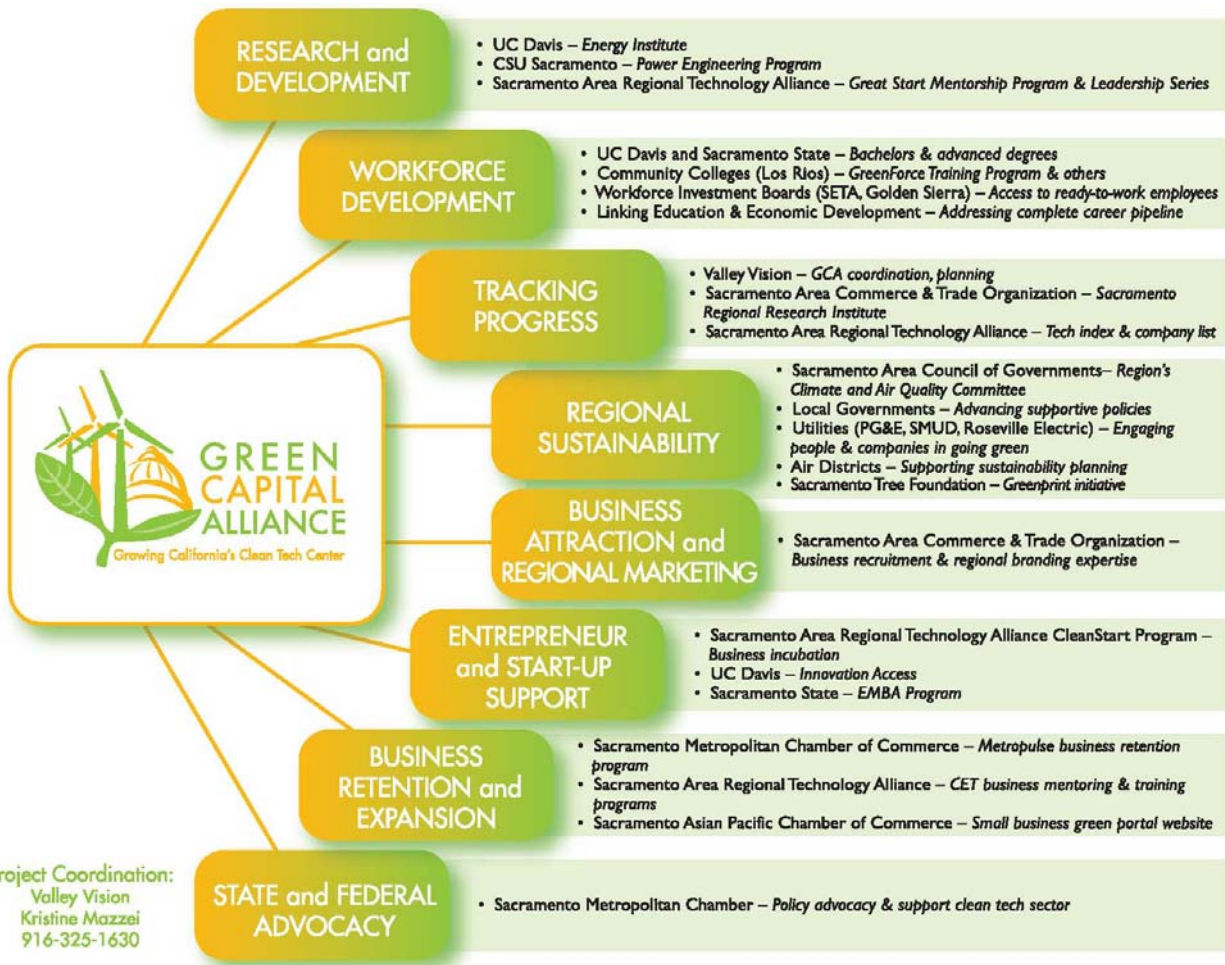 RESEARCH and
DEVELOPMENT
• UC Davis – Energy Institute
• CSU Sacramento – Power Engineering Program
• Sacramento Area Regional Technology Alliance – Great Start Mentorship Program & Leadership Series
WORKFORCE
DEVELOPMENT
• UC Davis and Sacramento State – Bachelors & advanced degrees
• Community Colleges (Los Rios) – GreenForce Training Program & others
• Workforce Investment Boards (SETA, Golden Sierra) – Access to ready-to-work employees
• Linking Education & Economic Development – Addressing complete career pipeline
TRACKING
PROGRESS
• Valley Vision – GCA coordination, planning
• Sacramento Area Commerce & Trade Organization – Sacramento
Regional Research Institute
• Sacramento Area Regional Technology Alliance – Tech index & company list
GREEN
CAPITAL
ALLIANCE
Growing California's Clean Tech Center
REGIONAL
SUSTAINABILITY
• Sacramento Area Council of Governments– Region's
Climate and Air Quality Committee
• Local Governments – Advancing supportive policies
• Utilities (PG&E, SMUD, Roseville Electric) – Engaging
people & companies in going green
• Air Districts – Supporting sustainability planning
• Sacramento Tree Foundation – Greenprint initiative
BUSINESS
ATTRACTION and
REGIONAL MARKETING
• Sacramento Area Commerce & Trade Organization –
Business recruitment & regional branding expertise
ENTREPRENEUR
and START-UP
SUPPORT
• Sacramento Area Regional Technology Alliance CleanStart Program –
Business incubation
• UC Davis – Innovation Access
• Sacramento State – EMBA Program
BUSINESS
RETENTION and
EXPANSION
• Sacramento Metropolitan Chamber of Commerce – Metropulse business retention
program
• Sacramento Area Regional Technology Alliance – CET business mentoring & training
programs
• Sacramento Asian Pacific Chamber of Commerce – Small business green portal website
STATE and FEDERAL
ADVOCACY
• Sacramento Metropolitan Chamber – Policy advocacy & support clean tech sector
roject Coordination:
Valley Vision
Kristine Mazzei
916-325-1630